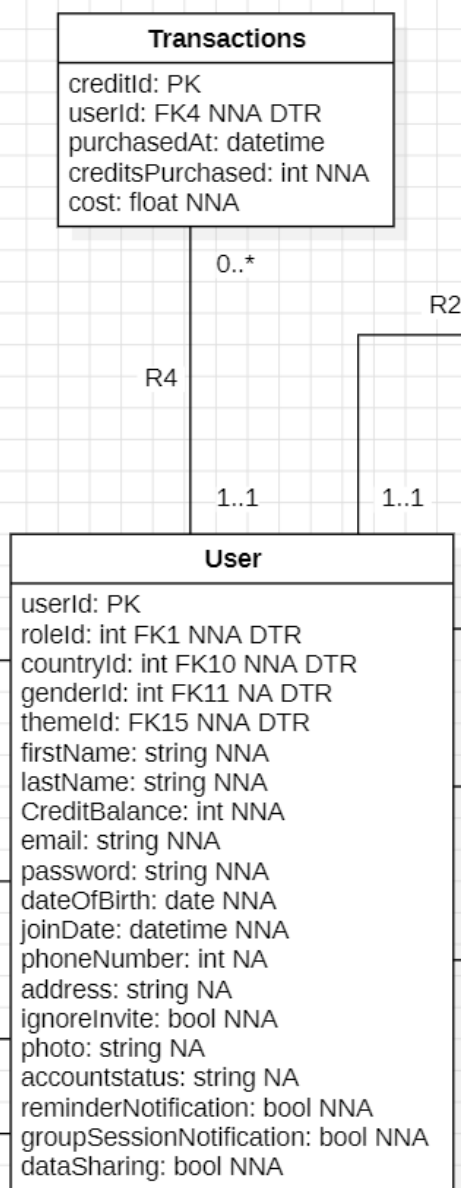 Transactions
creditId: PK
userId: FK4 NNA DTR
purchasedAt: datetime
creditsPurchased: int NNA
cost: float NNA
0..*
R2
R4
1..1
1..1
User
userId: PK
roleId: int FK1 NNA DTR
countryId: int FK10 NNA DTR
genderId: int FK11 NA DTR
themeId: FK15 NNA DTR
firstName: string NNA
lastName: string NNA
CreditBalance: int NNA
email: string NNA
password: string NNA
dateOfBirth: date NNA
joinDate: datetime NNA
phoneNumber: int NA
address: string NA
ignoreInvite: bool NNA
photo: string NA
accountstatus: string NA
reminderNotification: bool NNA
groupSessionNotification: bool NNA
dataSharing: bool NNA